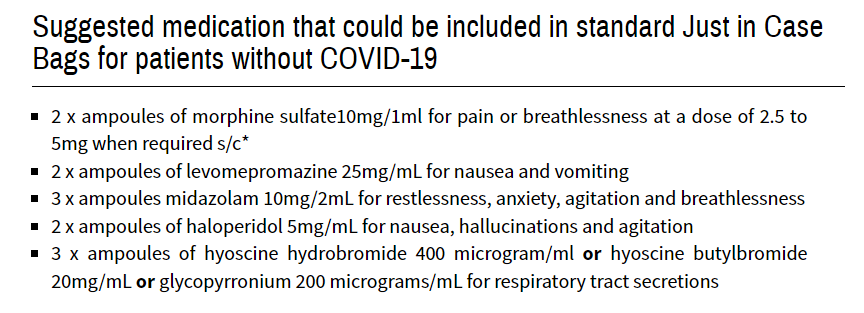 Suggested medication that could be included in standard Just in Case
Bags for patients without COVID-19
▪ 2 x ampoules of morphine sulfate10mg/1ml for pain or breathlessness at a dose of 2.5 to
5mg when required s/c*
▪ 2 x ampoules of levomepromazine 25mg/mL for nausea and vomiting
▪ 3 x ampoules midazolam 10mg/2mL for restlessness, anxiety, agitation and breathlessness
▪ 2 x ampoules of haloperidol 5mg/mL for nausea, hallucinations and agitation
▪ 3 x ampoules of hyoscine hydrobromide 400 microgram/ml or hyoscine butylbromide
20mg/mL or glycopyrronium 200 micrograms/mL for respiratory tract secretions